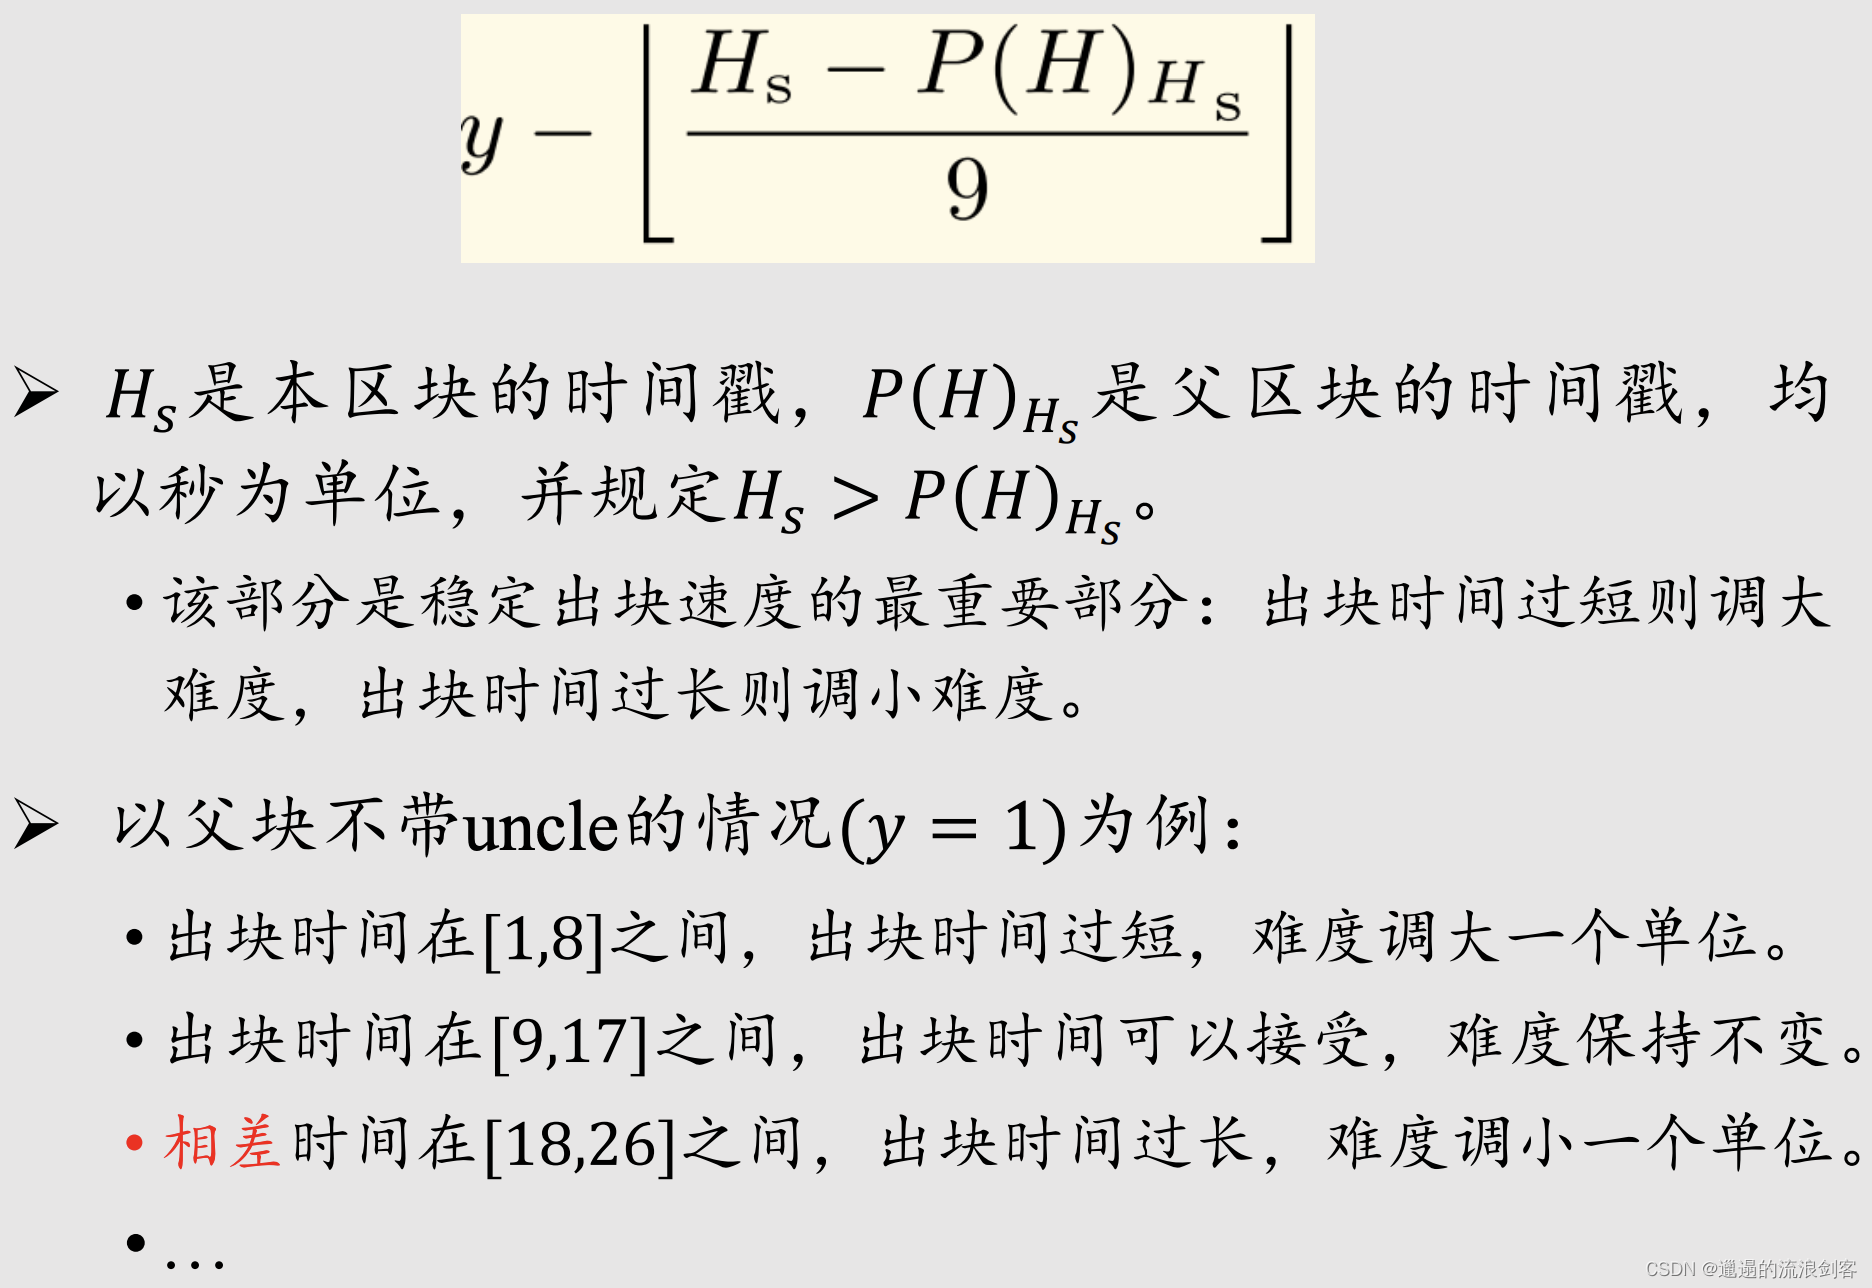 y − ⌊(H_s − P(H)_{H_s}) / 9⌋
➢ H_s是本区块的时间戳，P(H)_{H_s}是父区块的时间戳，均
以秒为单位，并规定H_s > P(H)_{H_s}。
• 该部分是稳定出块速度的最重要部分：出块时间过短则调大
难度，出块时间过长则调小难度。
➢ 以父块不带uncle的情况(y = 1)为例：
• 出块时间在[1,8]之间，出块时间过短，难度调大一个单位。
• 出块时间在[9,17]之间，出块时间可以接受，难度保持不变。
• 相差时间在[18,26]之间，出块时间过长，难度调小一个单位。
• …
CSDN @邋遢的流浪剑客